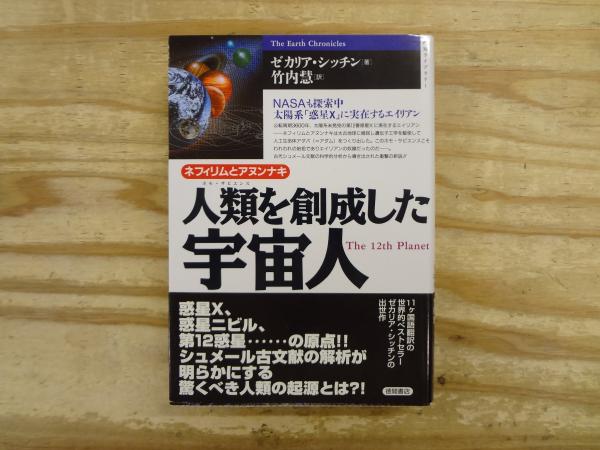 The Earth Chronicles
ゼカリア・シッチン[著]
竹内慧[訳]
NASAも探索中
太陽系「惑星X」に実在するエイリアン
ネフィリムとアヌンナキ
ホモ・サピエンス
人類を創成した
宇宙人
The 12th Planet
惑星X、
惑星ニビル、
第12惑星……の原点!!
シュメール古文献の解析が
明らかにする
驚くべき人類の起源とは?!
11ヶ国語翻訳の
世界的ベストセラー
ゼカリア・シッチンの
出世作
徳間書店